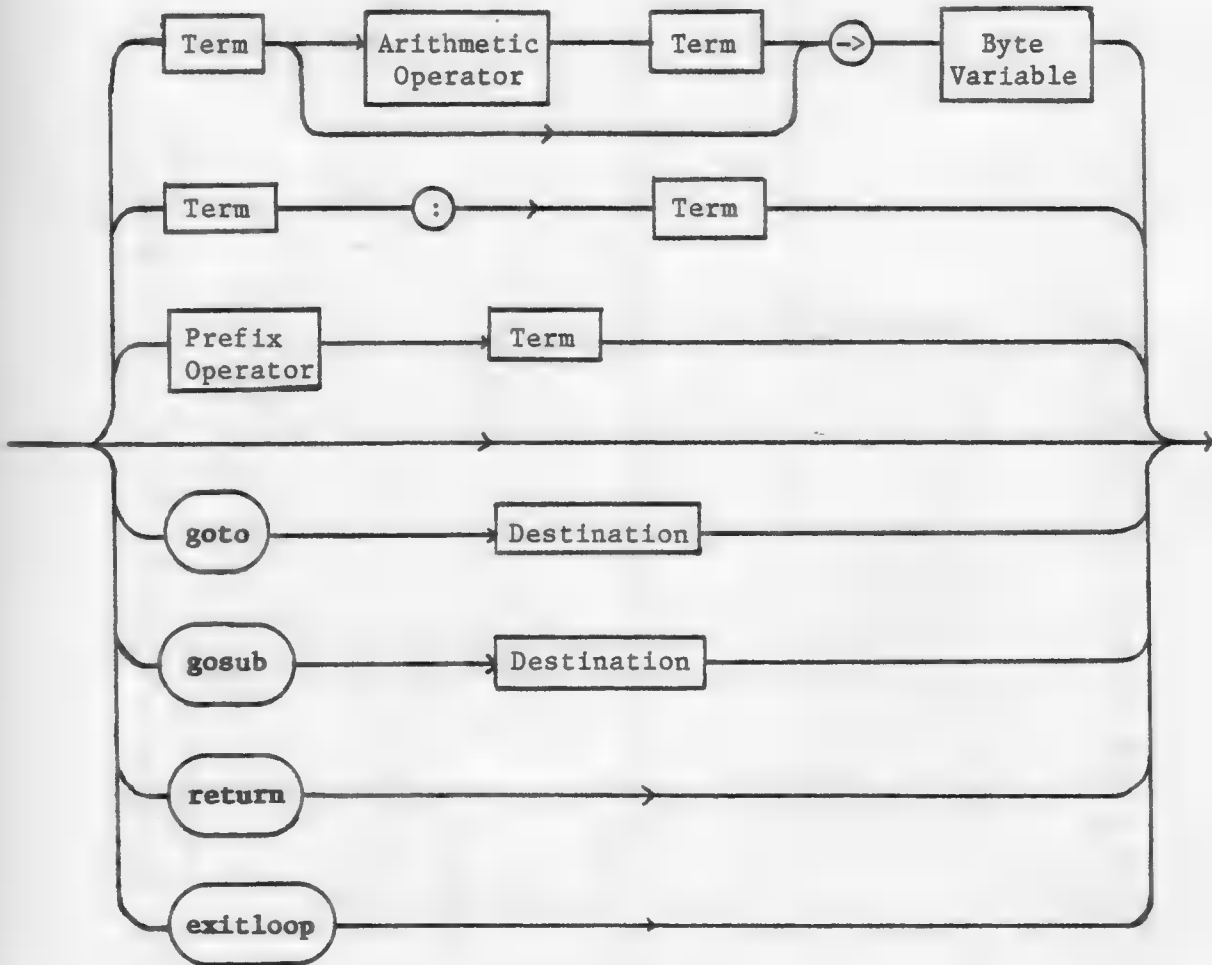 Term
Arithmetic
Operator
Term
->
Byte
Variable
Term
:
Term
Prefix
Operator
Term
goto
Destination
gosub
Destination
return
exitloop